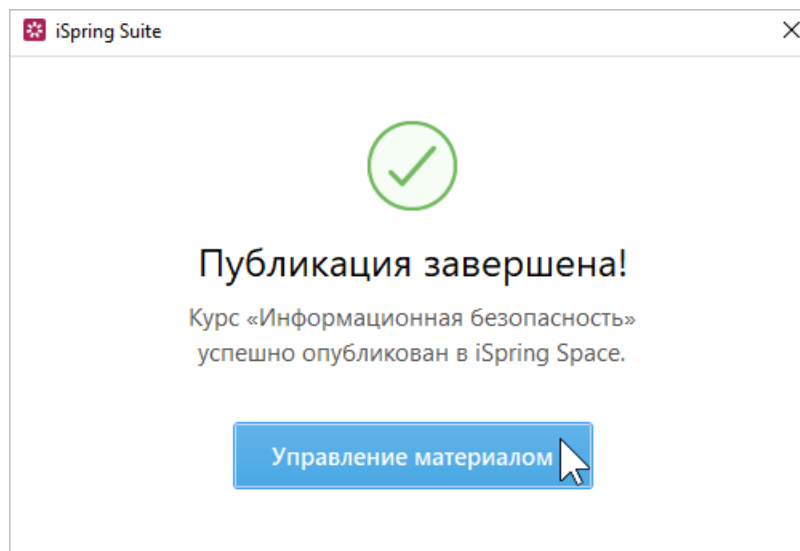 iSpring Suite
Публикация завершена!
Курс «Информационная безопасность»
успешно опубликован в iSpring Space.
Управление материалом